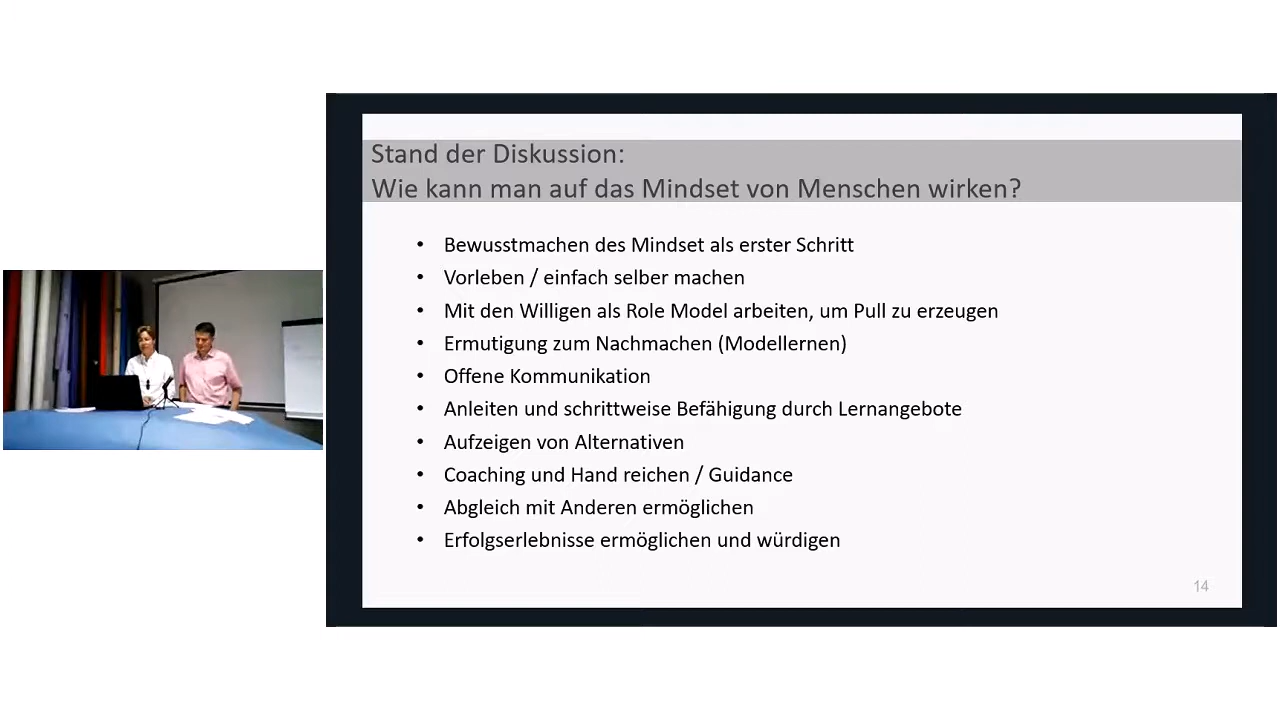 Stand der Diskussion:
Wie kann man auf das Mindset von Menschen wirken?
• Bewusstmachen des Mindset als erster Schritt
• Vorleben / einfach selber machen
• Mit den Willigen als Role Model arbeiten, um Pull zu erzeugen
• Ermutigung zum Nachmachen (Modellernen)
• Offene Kommunikation
• Anleiten und schrittweise Befähigung durch Lernangebote
• Aufzeigen von Alternativen
• Coaching und Hand reichen / Guidance
• Abgleich mit Anderen ermöglichen
• Erfolgserlebnisse ermöglichen und würdigen
14